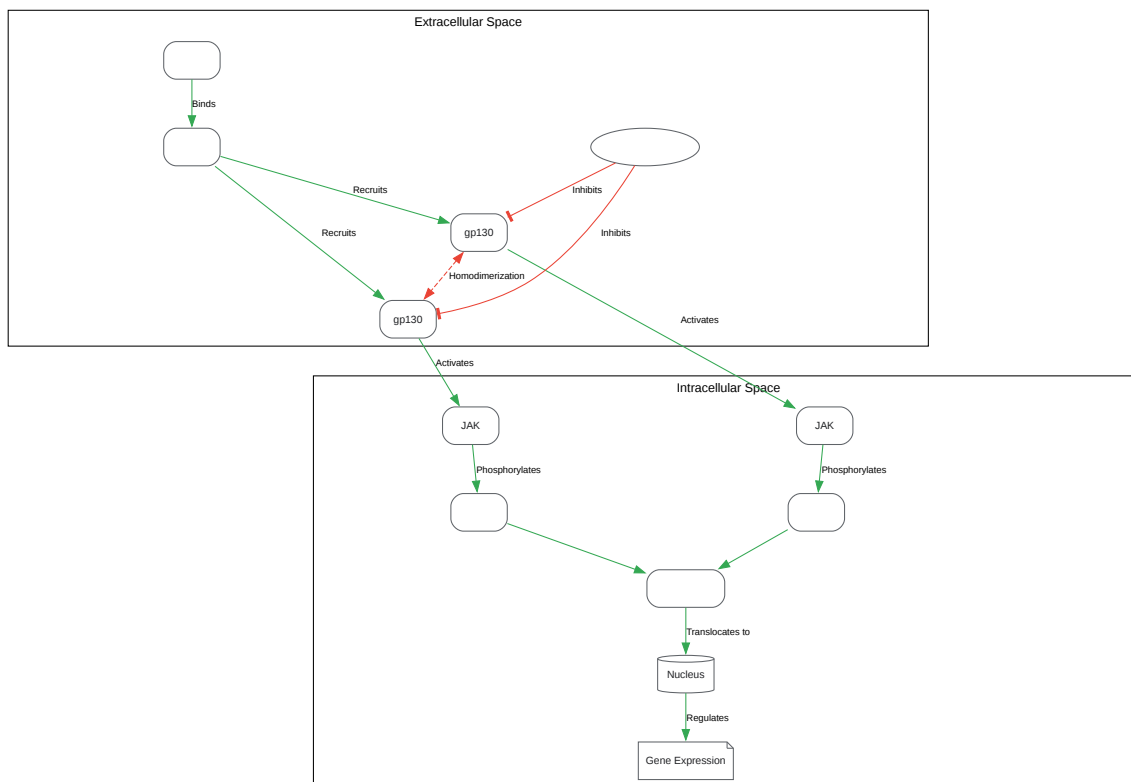 Extracellular Space
Binds
Recruits
Inhibits
Recruits
gp130
Inhibits
Homodimerization
gp130
Activates
Activates
Intracellular Space
JAK
JAK
Phosphorylates
Phosphorylates
Translocates to
Nucleus
Regulates
Gene Expression